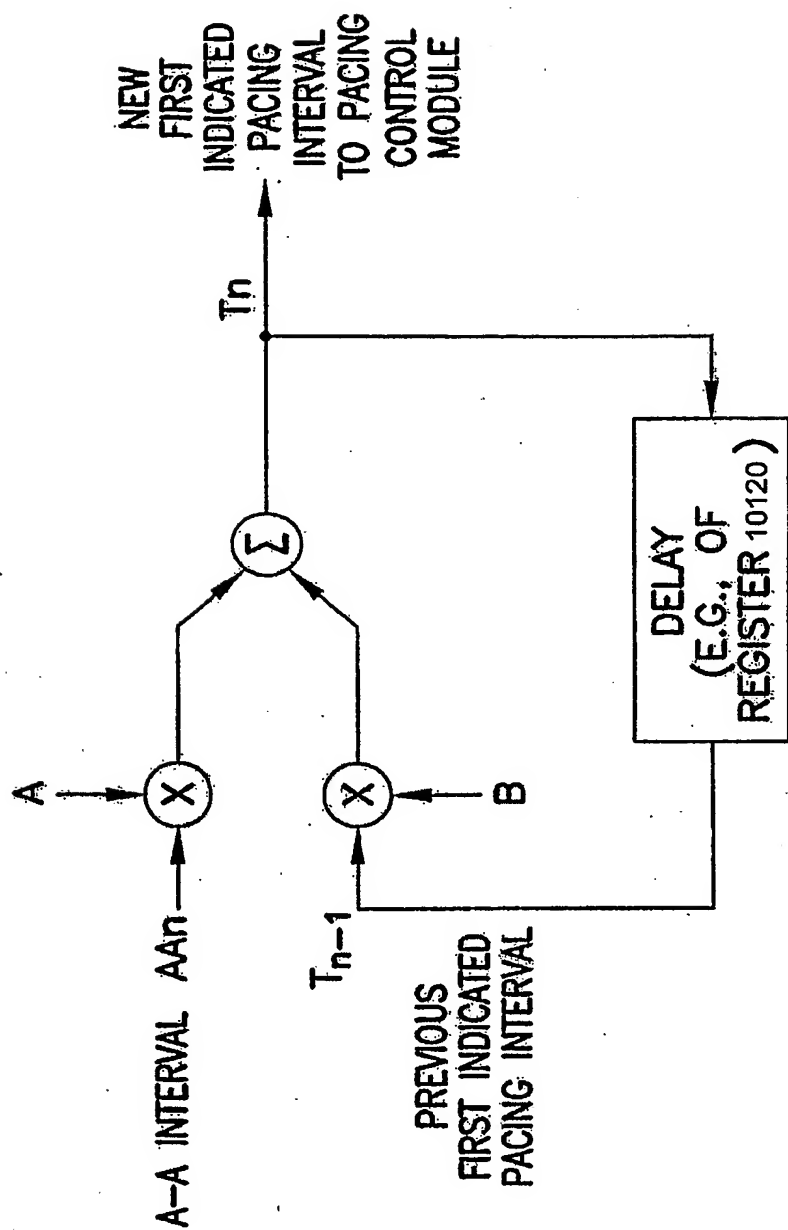 A-A INTERVAL AAn
A
X
PREVIOUS
FIRST INDICATED
PACING INTERVAL
Tn-1
X
B
Σ
Tn
NEW
FIRST
INDICATED
PACING
INTERVAL
TO PACING
CONTROL
MODULE
DELAY
(E.G., OF
REGISTER 10120)